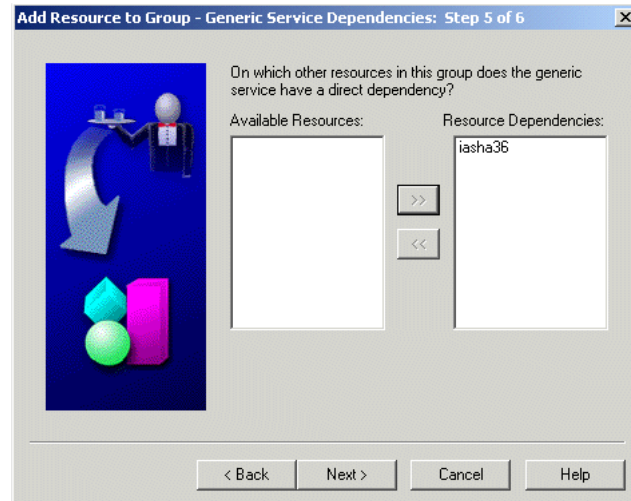 Add Resource to Group - Generic Service Dependencies: Step 5 of 6
On which other resources in this group does the generic
service have a direct dependency?
Available Resources:
Resource Dependencies:
iasha36
>>
<<
< Back
Next >
Cancel
Help